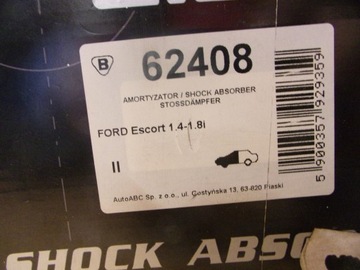 B
62408
AMORTYZATOR / SHOCK ABSORBER
STOSSDÄMPFER
FORD Escort 1.4-1.8i
II
AutoABC Sp. z o.o., ul. Gostyńska 13, 63-820 Piaski
5 900357 929359
SHOCK ABSO